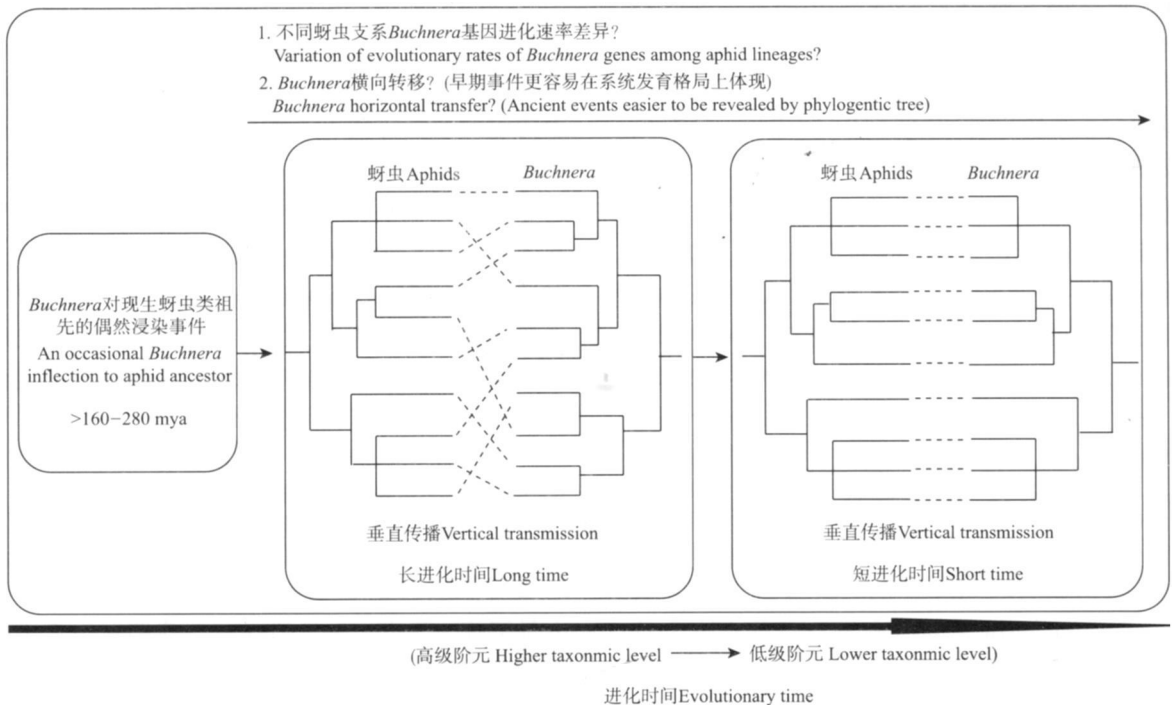 1. 不同蚜虫支系Buchnera基因进化速率差异?
Variation of evolutionary rates of Buchnera genes among aphid lineages?
2. Buchnera横向转移? (早期事件更容易在系统发育格局上体现)
Buchnera horizontal transfer? (Ancient events easier to be revealed by phylogentic tree)
Buchnera对现生蚜虫类祖
先的偶然浸染事件
An occasional Buchnera
inflection to aphid ancestor
>160−280 mya
蚜虫Aphids Buchnera
垂直传播Vertical transmission
长进化时间Long time
蚜虫Aphids Buchnera
垂直传播Vertical transmission
短进化时间Short time
(高级阶元 Higher taxonmic level 低级阶元 Lower taxonmic level)
进化时间Evolutionary time